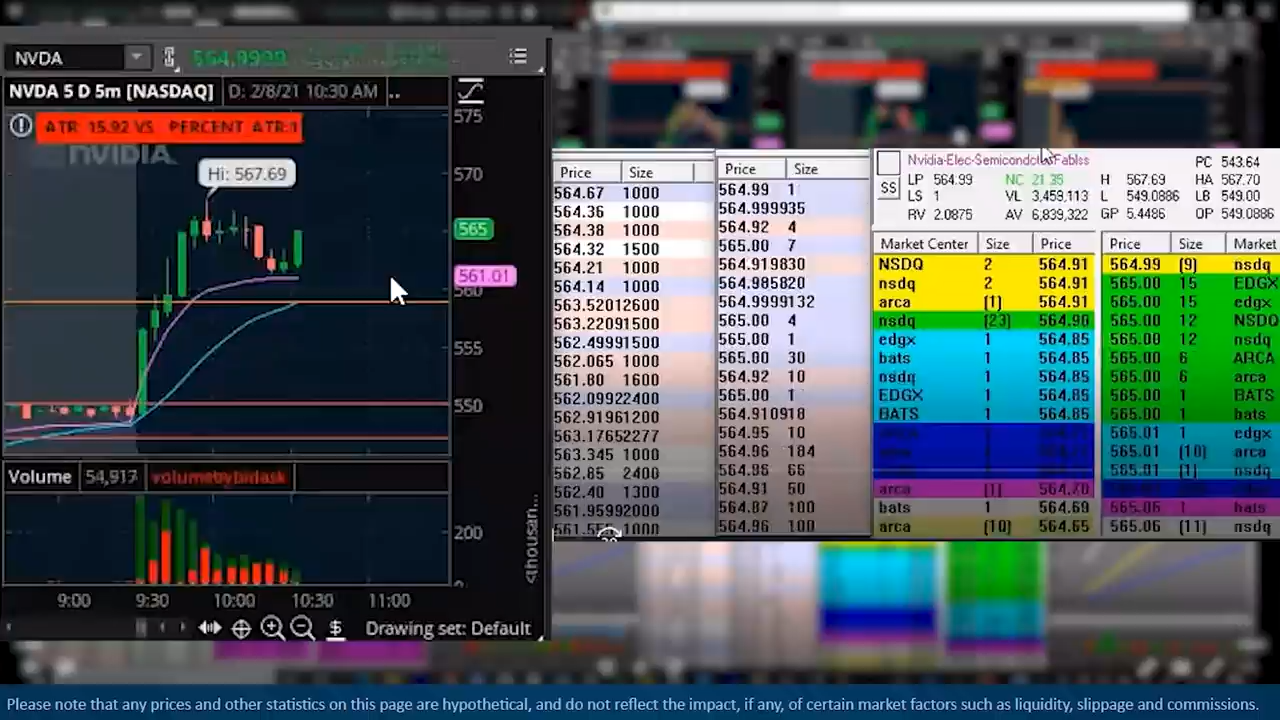 NVDA
564.9999
NVDA 5 D 5m [NASDAQ] D: 2/8/21 10:30 AM ..
ATR: 15.92 VS PERCENT ATR:1
NVIDIA
Hi: 567.69
575
570
565
561.01
560
555
550
Volume 54,917 volumebybidask
200
0
<thousan...
9:00 9:30 10:00 10:30 11:00
Drawing set: Default
Price Size
564.67 1000
564.36 1000
564.38 1000
564.32 1500
564.21 1000
564.14 1000
563.52012600
563.22091500
562.49991500
562.065 1000
561.80 1600
562.09922400
562.91961200
563.17652277
563.345 1000
562.85 2400
562.40 1300
561.95992000
1000
Price Size
564.99 1
564.999935
564.92 4
565.00 7
564.919830
564.985820
564.9999132
565.00 4
565.00 1
565.00 30
564.92 10
565.00 1
564.910918
564.95 10
564.96 184
564.96 66
564.91 50
564.87 100
564.96 100
PC 543.64
SS LP 564.99 NC 21.35 H 567.69 HA 567.70
LS 1 VL 3,459,113 L 549.0886 LB 549.00
RV 2.0875 AV 6,839,322 GP 5.4486 OP 549.0886
Market Center Size Price
NSDQ 2 564.91
nsdq 2 564.91
arca (1) 564.91
nsdq (23) 564.90
edgx 1 564.85
bats 1 564.85
nsdq 1 564.85
EDGX 1 564.85
BATS 1 564.85
arca (1) 564.70
bats 1 564.69
arca (10) 564.65
Price Size Market
564.99 (9) nsdq
565.00 15 EDGX
565.00 15 edgx
565.00 12 NSDQ
565.00 12 nsdq
565.00 6 ARCA
565.00 6 arca
565.00 1 BATS
565.00 1 bats
565.01 1 edgx
565.01 (10) arca
565.01 (1) nsdq
565.06 1 bats
565.06 (11) nsdq
Please note that any prices and other statistics on this page are hypothetical, and do not reflect the impact, if any, of certain market factors such as liquidity, slippage and commissions.